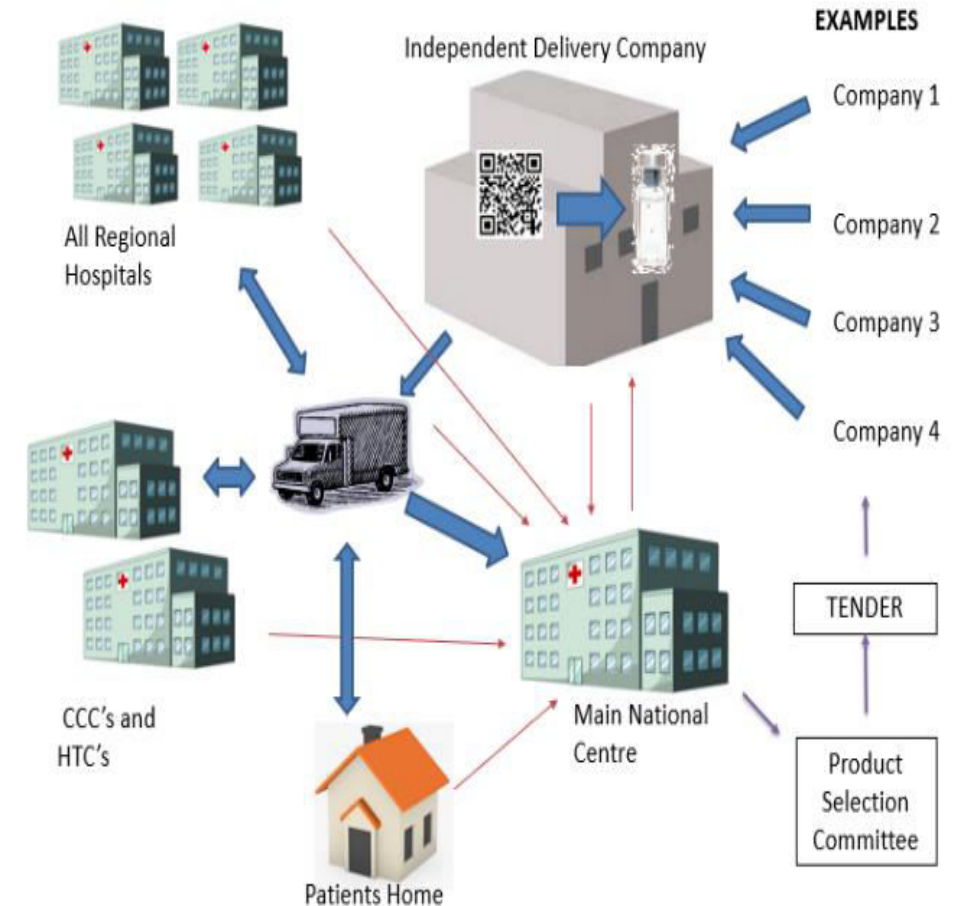 EXAMPLES
Independent Delivery Company
Company 1
Company 2
Company 3
Company 4
All Regional
Hospitals
CCC's and
HTC's
Main National
Centre
Patients Home
TENDER
Product
Selection
Committee